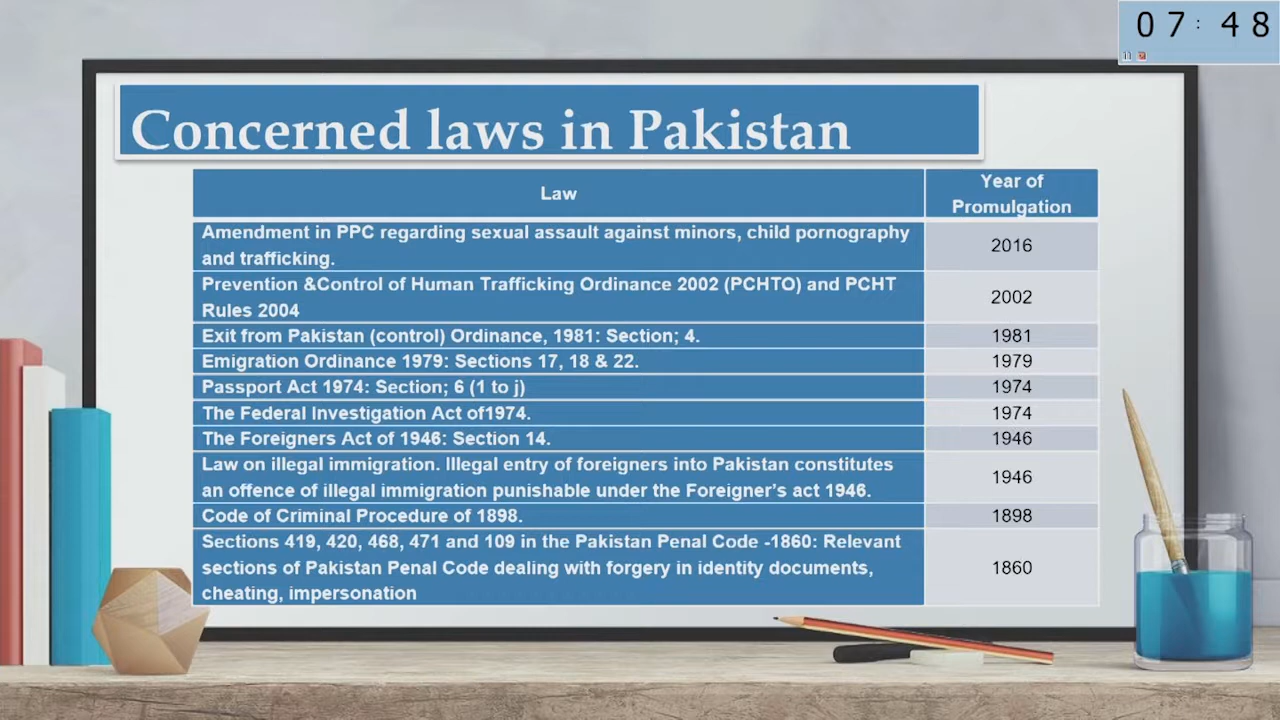 07:48
Concerned laws in Pakistan
Law
Year of
Promulgation
Amendment in PPC regarding sexual assault against minors, child pornography
and trafficking.
2016
Prevention &Control of Human Trafficking Ordinance 2002 (PCHTO) and PCHT
Rules 2004
2002
Exit from Pakistan (control) Ordinance, 1981: Section; 4.
1981
Emigration Ordinance 1979: Sections 17, 18 & 22.
1979
Passport Act 1974: Section; 6 (1 to j)
1974
The Federal Investigation Act of1974.
1974
The Foreigners Act of 1946: Section 14.
1946
Law on illegal immigration. Illegal entry of foreigners into Pakistan constitutes
an offence of illegal immigration punishable under the Foreigner’s act 1946.
1946
Code of Criminal Procedure of 1898.
1898
Sections 419, 420, 468, 471 and 109 in the Pakistan Penal Code -1860: Relevant
sections of Pakistan Penal Code dealing with forgery in identity documents,
cheating, impersonation
1860